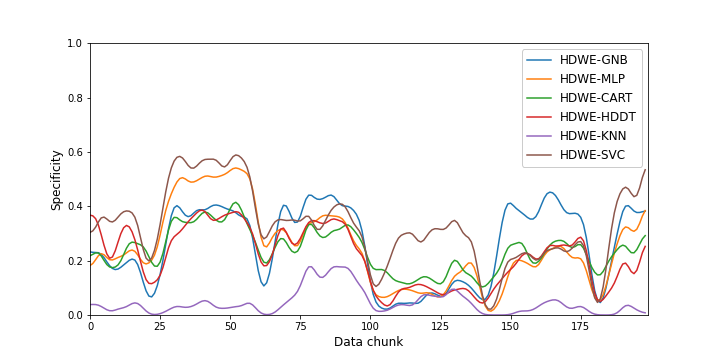 1.0
0.8
0.6
0.4
0.2
0.0
Specificity
0 25 50 75 100 125 150 175
Data chunk
HDWE-GNB
HDWE-MLP
HDWE-CART
HDWE-HDDT
HDWE-KNN
HDWE-SVC